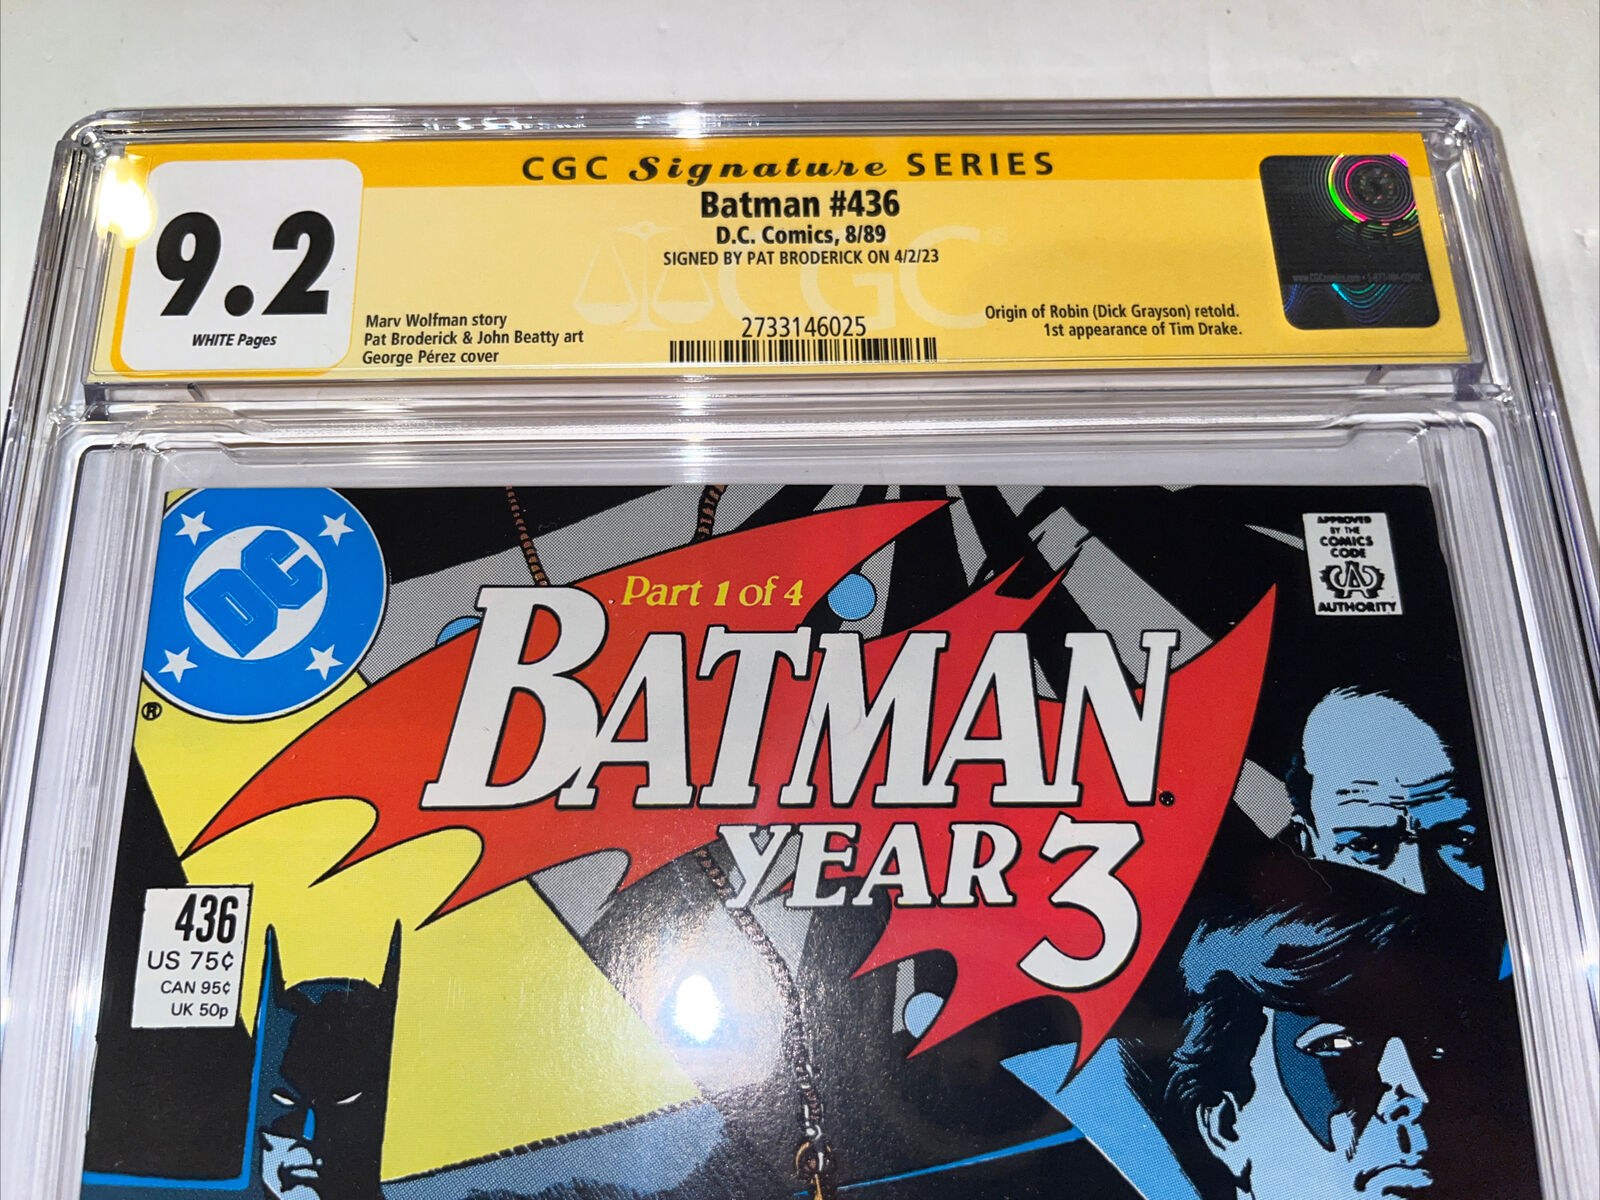 CGC Signature SERIES
Batman #436
D.C. Comics, 8/89
SIGNED BY PAT BRODERICK ON 4/2/23
9.2
WHITE Pages
Marv Wolfman story
Pat Broderick & John Beatty art
George Pérez cover
2733146025
Origin of Robin (Dick Grayson) retold.
1st appearance of Tim Drake.
CGC
DC
®
Part 1 of 4
BATMAN
YEAR 3
APPROVED
BY THE
COMICS
CODE
CA
AUTHORITY
436
US 75¢
CAN 95¢
UK 50p